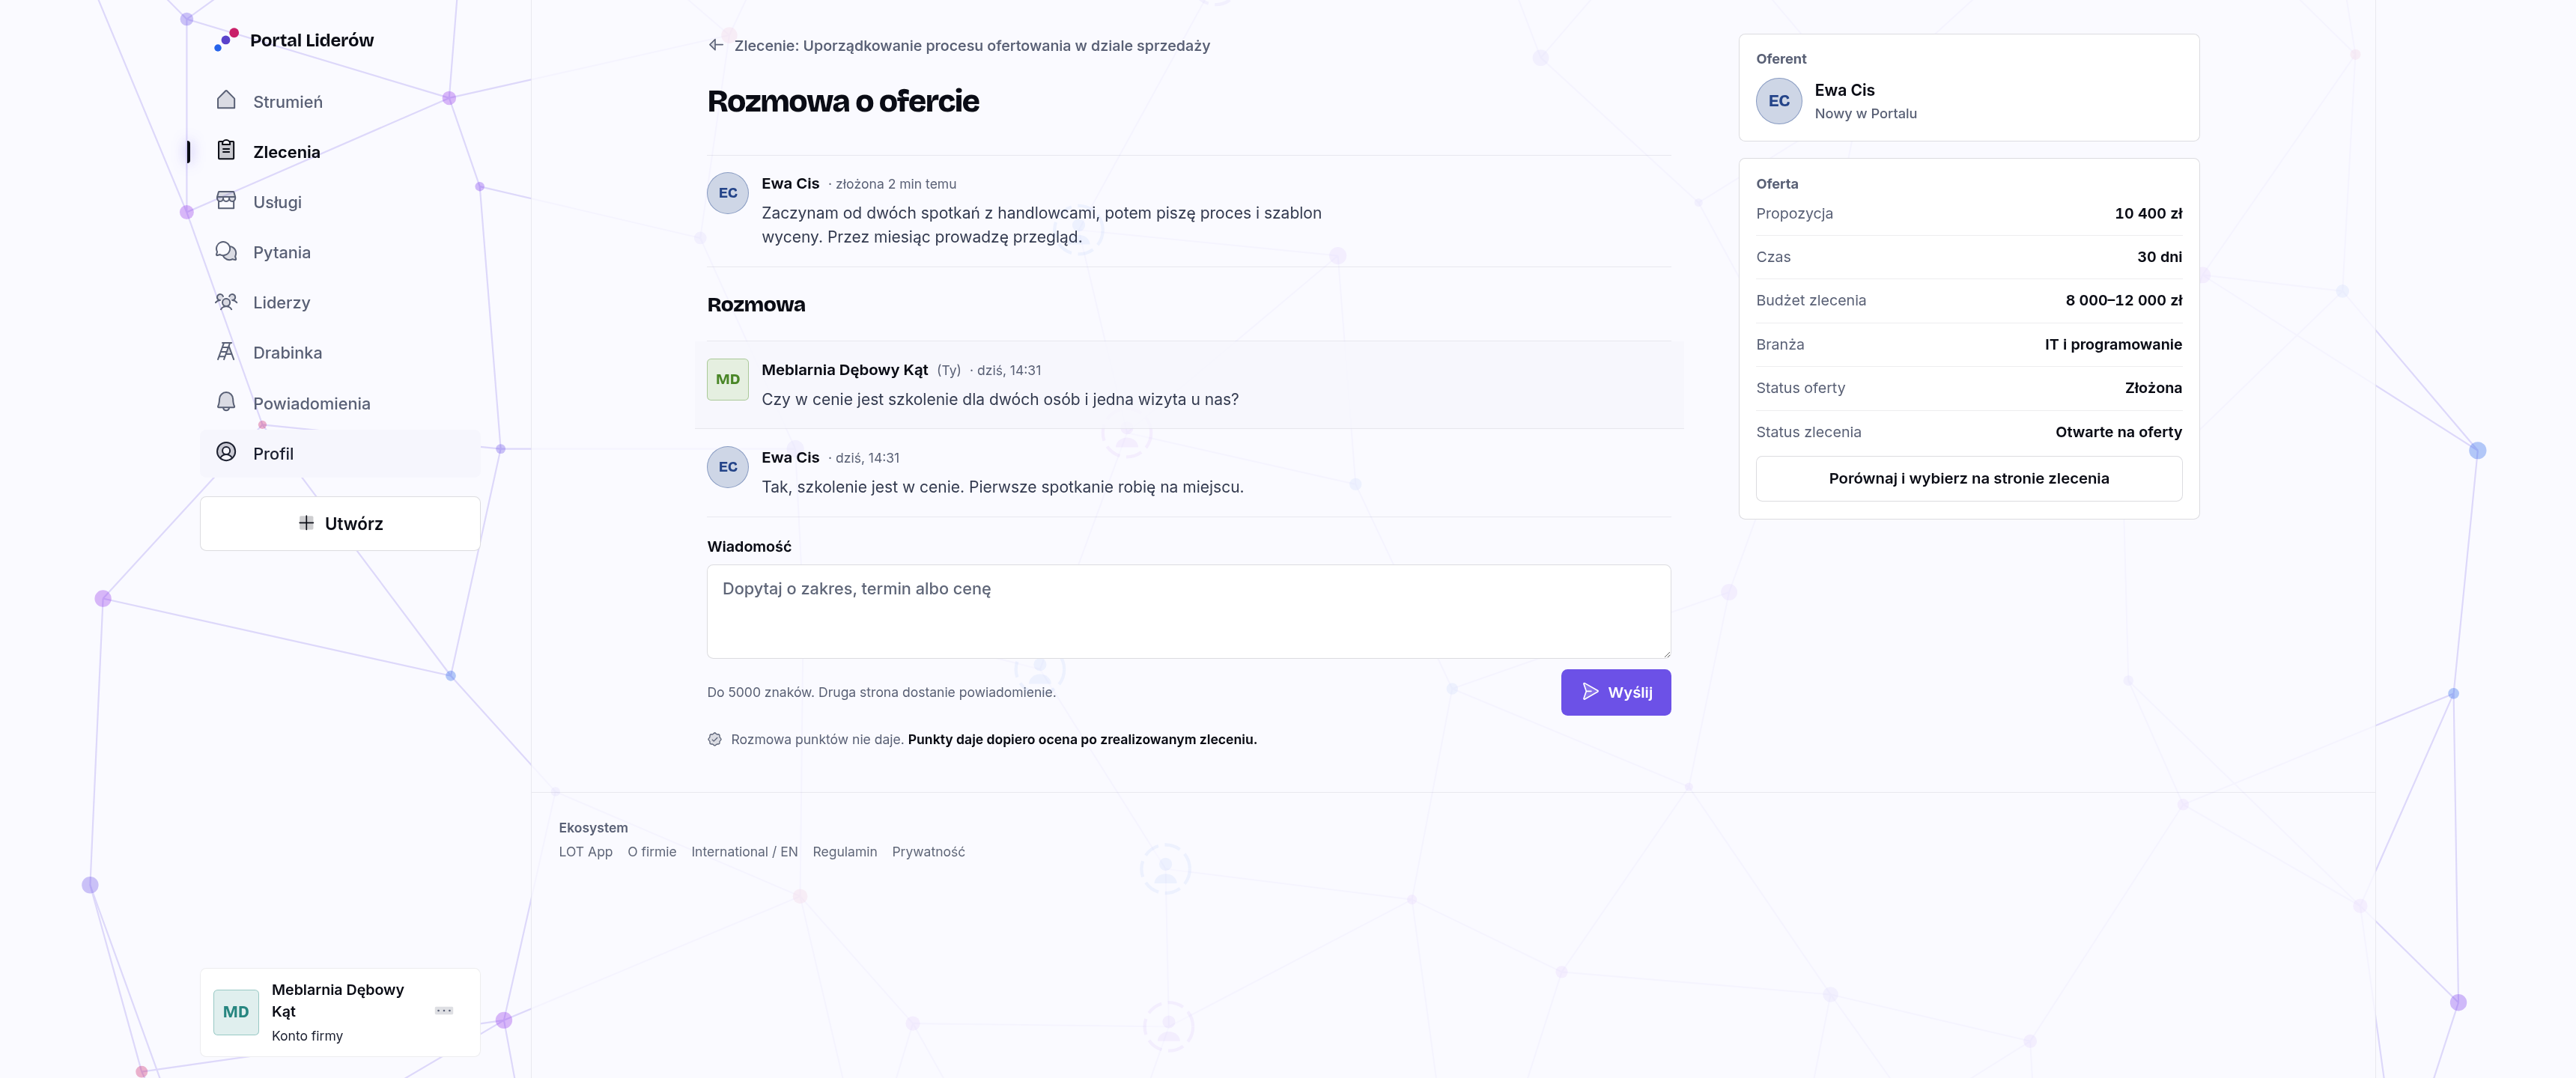 Portal Liderów
Strumień
Zlecenia
Usługi
Pytania
Liderzy
Drabinka
Powiadomienia
Profil
Utwórz
MD
Meblarnia Dębowy
Kąt
Konto firmy
Zlecenie: Uporządkowanie procesu ofertowania w dziale sprzedaży
Rozmowa o ofercie
EC
Ewa Cis · złożona 2 min temu
Zaczynam od dwóch spotkań z handlowcami, potem piszę proces i szablon
wyceny. Przez miesiąc prowadzę przegląd.
Rozmowa
MD
Meblarnia Dębowy Kąt (Ty) · dziś, 14:31
Czy w cenie jest szkolenie dla dwóch osób i jedna wizyta u nas?
EC
Ewa Cis · dziś, 14:31
Tak, szkolenie jest w cenie. Pierwsze spotkanie robię na miejscu.
Wiadomość
Dopytaj o zakres, termin albo cenę
Do 5000 znaków. Druga strona dostanie powiadomienie.
Wyślij
Rozmowa punktów nie daje. Punkty daje dopiero ocena po zrealizowanym zleceniu.
Oferent
EC
Ewa Cis
Nowy w Portalu
Oferta
Propozycja 10 400 zł
Czas 30 dni
Budżet zlecenia 8 000–12 000 zł
Branża IT i programowanie
Status oferty Złożona
Status zlecenia Otwarte na oferty
Porównaj i wybierz na stronie zlecenia
Ekosystem
LOT App O firmie International / EN Regulamin Prywatność